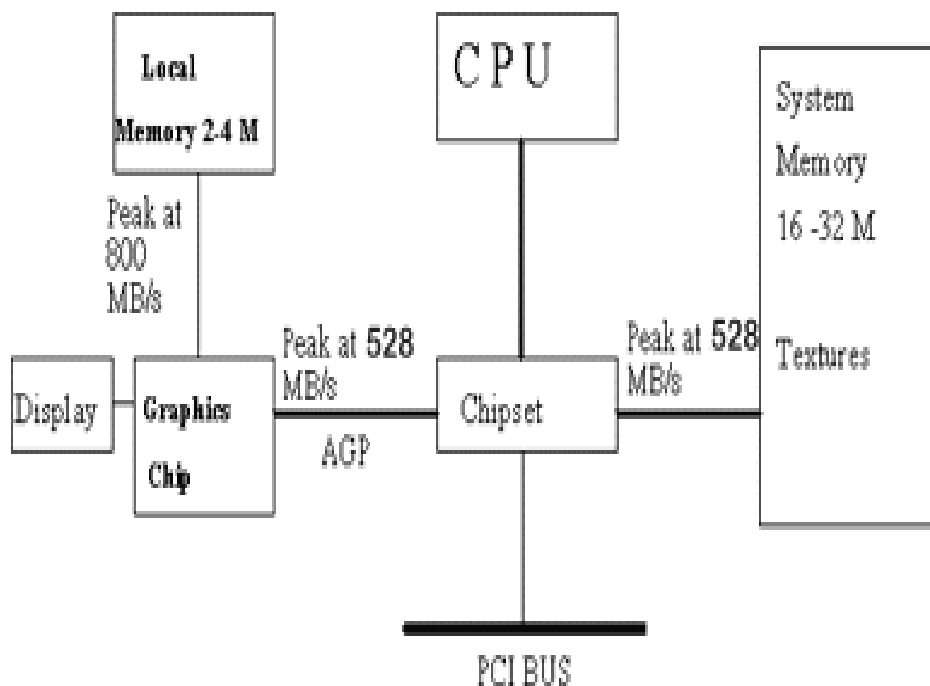 Local
Memory 2-4 M
CPU
System
Memory
16 -32 M
Textures
Peak at
800
MB/s
Peak at 528
MB/s
Peak at 528
MB/s
Display
Graphics
Chip
AGP
Chipset
PCI BUS